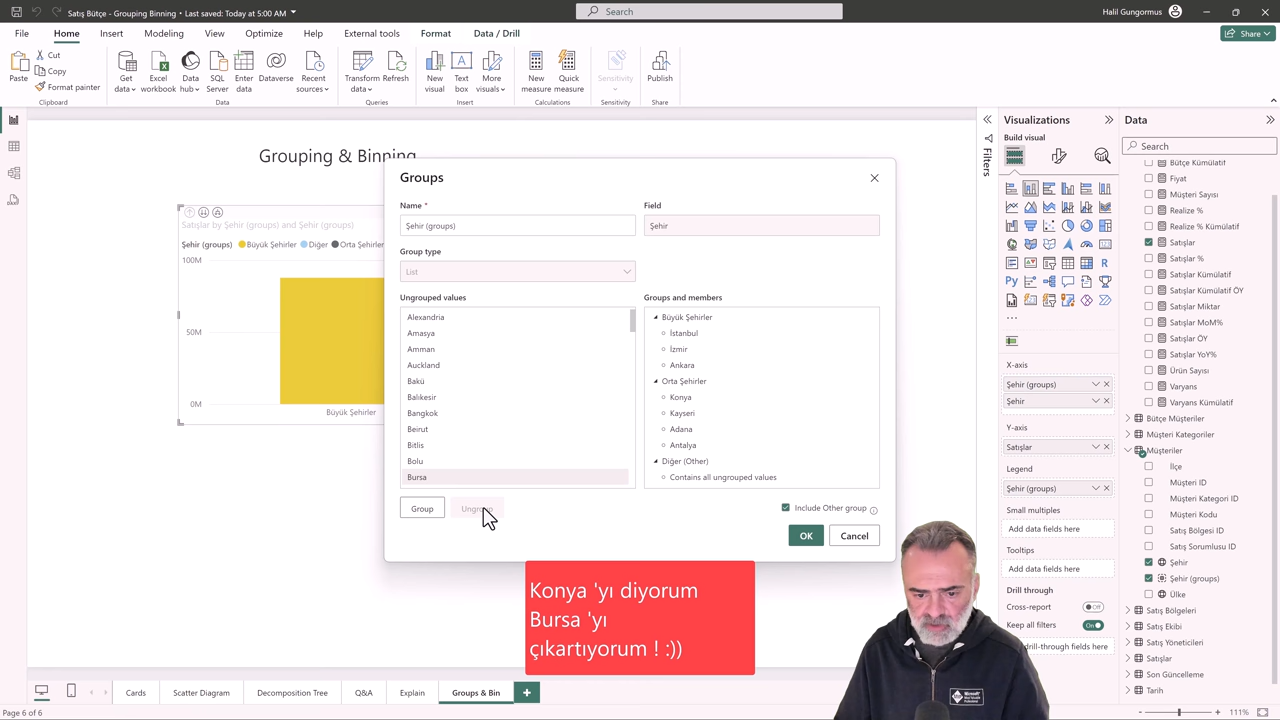 Satış Bütçe - Grouping Binning • Last saved: Today at 5:00 AM
Search
Halil Gungormus
File
Home
Insert
Modeling
View
Optimize
Help
External tools
Format
Data / Drill
Share
Paste
Cut
Copy
Format painter
Clipboard
Get data
Excel workbook
Data hub
SQL Server
Enter data
Dataverse
Recent sources
Data
Transform data
Refresh
Queries
New visual
Text box
More visuals
Insert
New measure
Quick measure
Calculations
Sensitivity
Sensitivity
Publish
Share
Grouping & Binning
Satışlar by Şehir (groups) and Şehir (groups)
Şehir (groups)
Büyük Şehirler
Diğer
Orta Şehirler
100M
50M
0M
Büyük Şehirler
Groups
Name *
Field
Şehir (groups)
Şehir
Group type
List
Ungrouped values
Alexandria
Amasya
Amman
Auckland
Bakü
Balıkesir
Bangkok
Beirut
Bitlis
Bolu
Bursa
Groups and members
Büyük Şehirler
İstanbul
İzmir
Ankara
Orta Şehirler
Konya
Kayseri
Adana
Antalya
Diğer (Other)
Contains all ungrouped values
Group
Include Other group
OK
Cancel
Konya 'yı diyorum
Bursa 'yı
çıkartıyorum ! :))
Filters
Visualizations
Build visual
R
Py
X-axis
Şehir (groups)
Şehir
Y-axis
Satışlar
Legend
Şehir (groups)
Small multiples
Add data fields here
Tooltips
Add data fields here
Drill through
Cross-report
Off
Keep all filters
On
drill-through fields here
Data
Search
Bütçe Kümülatif
Fiyat
Müşteri Sayısı
Realize %
Realize % Kümülatif
Satışlar
Satışlar %
Satışlar Kümülatif
Satışlar Kümülatif ÖY
Satışlar Miktar
Satışlar MoM%
Satışlar ÖY
Satışlar YoY%
Ürün Sayısı
Varyans
Varyans Kümülatif
Bütçe Müşteriler
Müşteri Kategoriler
Müşteriler
İlçe
Müşteri ID
Müşteri Kategori ID
Müşteri Kodu
Satış Bölgesi ID
Satış Sorumlusu ID
Şehir
Şehir (groups)
Ülke
Satış Bölgeleri
Satış Ekibi
Satış Yöneticileri
Satışlar
Son Güncelleme
Tarih
Cards
Scatter Diagram
Decomposition Tree
Q&A
Explain
Groups & Bin
Page 6 of 6
111%